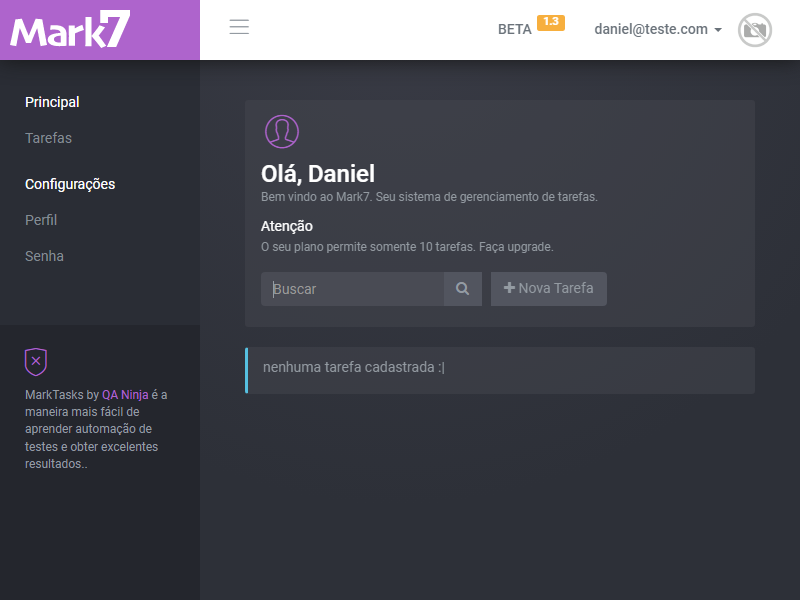 Mark7
BETA 1.3 daniel@teste.com
Principal
Tarefas
Configurações
Perfil
Senha
MarkTasks by QA Ninja é a
maneira mais fácil de
aprender automação de
testes e obter excelentes
resultados..
Olá, Daniel
Bem vindo ao Mark7. Seu sistema de gerenciamento de tarefas.
Atenção
O seu plano permite somente 10 tarefas. Faça upgrade.
Buscar
Nova Tarefa
nenhuma tarefa cadastrada :|